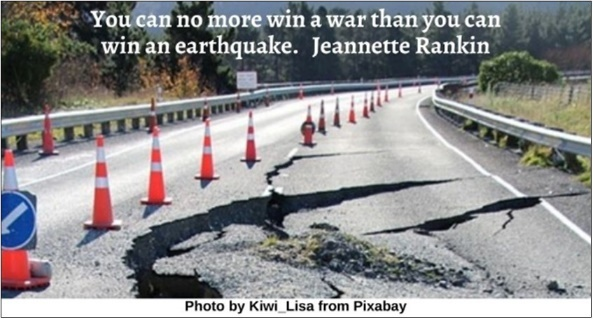 You can no more win a war than you can
win an earthquake. Jeannette Rankin
Photo by Kiwi_Lisa from Pixabay